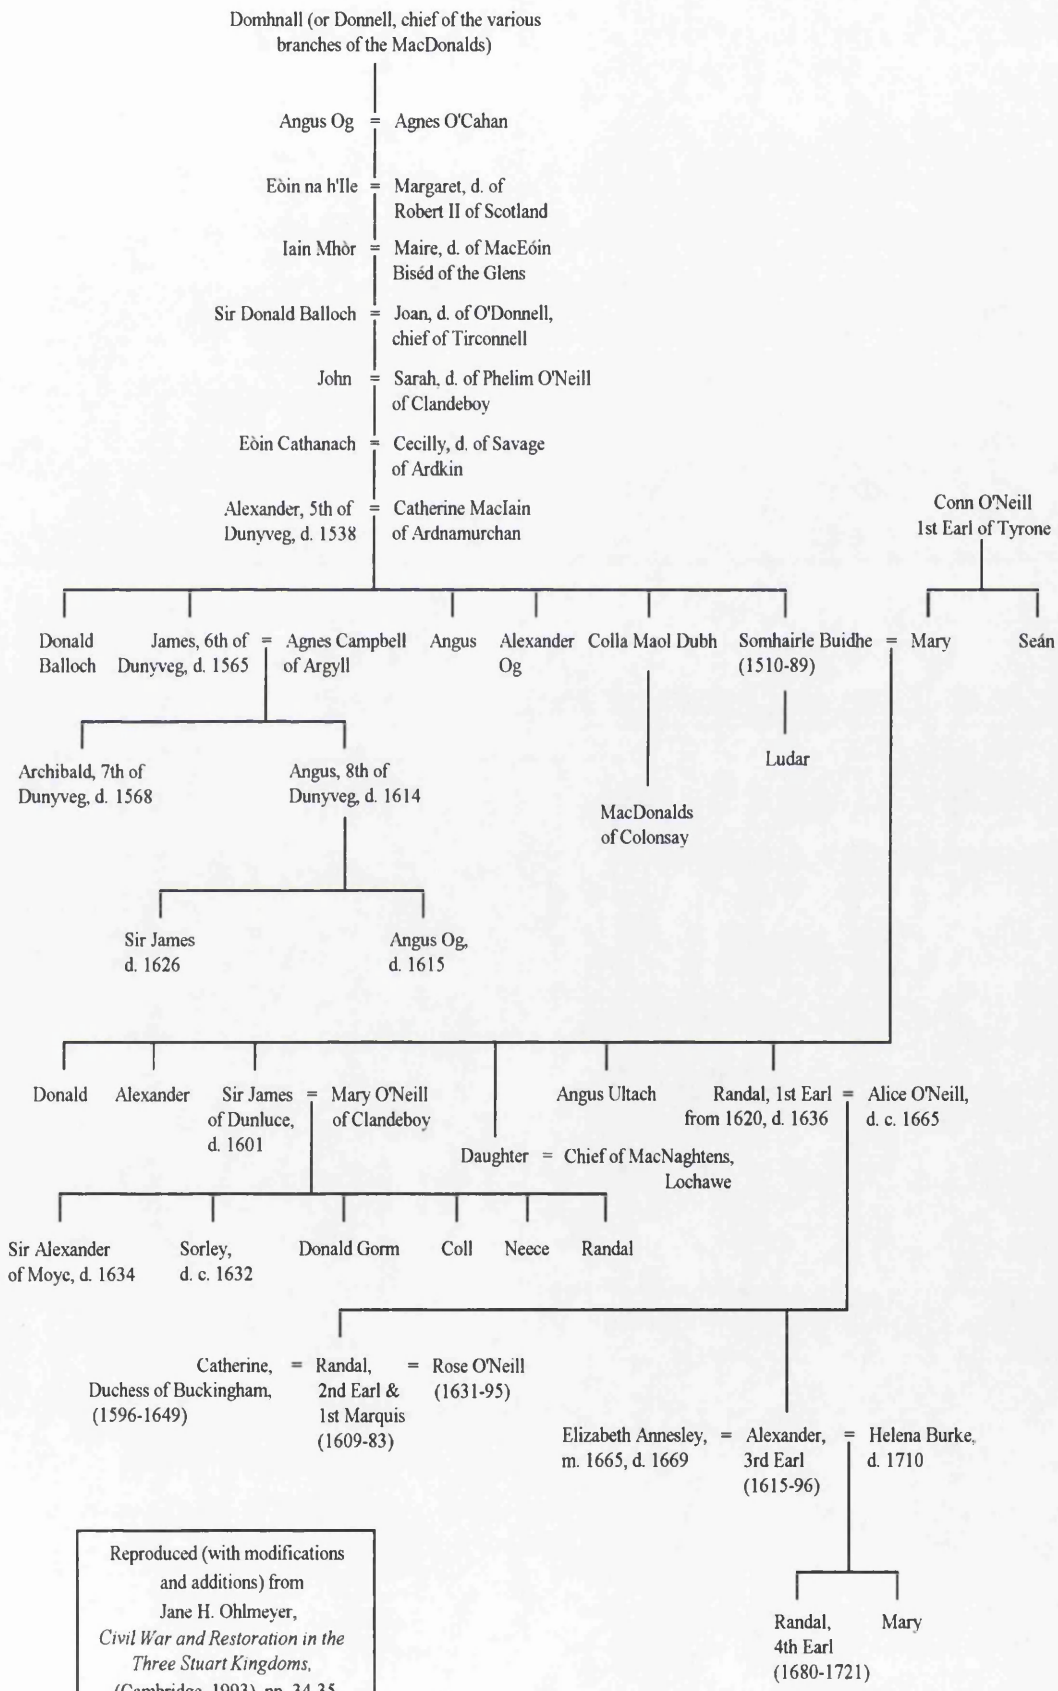 Domhnall (or Donnell, chief of the various
branches of the MacDonalds)
Angus Og = Agnes O'Cahan
Eòin na h'Ile = Margaret, d. of
Robert II of Scotland
Iain Mhòr = Maire, d. of MacEóin
Biséd of the Glens
Sir Donald Balloch = Joan, d. of O'Donnell,
chief of Tirconnell
John = Sarah, d. of Phelim O'Neill
of Clandeboy
Eòin Cathanach = Cecilly, d. of Savage
of Ardkin
Alexander, 5th of = Catherine MacIain
Dunyveg, d. 1538 of Ardnamurchan
Conn O'Neill
1st Earl of Tyrone
Donald James, 6th of = Agnes Campbell Angus Alexander Colla Maol Dubh Somhairle Buidhe = Mary Seán
Balloch Dunyveg, d. 1565 of Argyll Og (1510-89)
Ludar
Archibald, 7th of Angus, 8th of
Dunyveg, d. 1568 Dunyveg, d. 1614
MacDonalds
of Colonsay
Sir James Angus Og,
d. 1626 d. 1615
Donald Alexander Sir James = Mary O'Neill Angus Ultach Randal, 1st Earl = Alice O'Neill,
of Dunluce, of Clandeboy from 1620, d. 1636 d. c. 1665
d. 1601
Daughter = Chief of MacNaghtens,
Lochawe
Sir Alexander Sorley, Donald Gorm Coll Neece Randal
of Moye, d. 1634 d. c. 1632
Catherine, = Randal, = Rose O'Neill
Duchess of Buckingham, 2nd Earl & (1631-95)
(1596-1649) 1st Marquis
(1609-83)
Elizabeth Annesley, = Alexander, = Helena Burke,
m. 1665, d. 1669 3rd Earl d. 1710
(1615-96)
Reproduced (with modifications
and additions) from
Jane H. Ohlmeyer,
Civil War and Restoration in the
Three Stuart Kingdoms,
(Cambridge, 1993), pp. 34-35
Randal, Mary
4th Earl
(1680-1721)